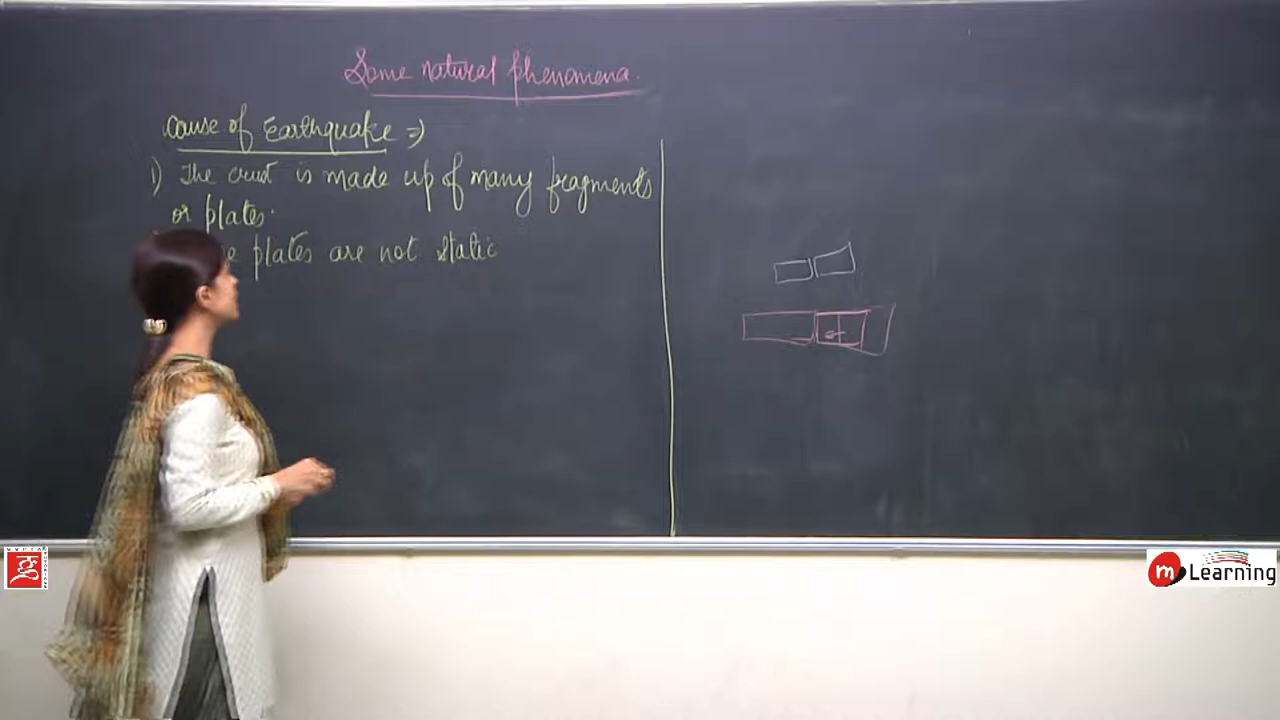 Some natural phenomena.
Cause of Earthquake ⇒
1) The crust is made up of many fragments
or plates.
plates are not static
m Learning